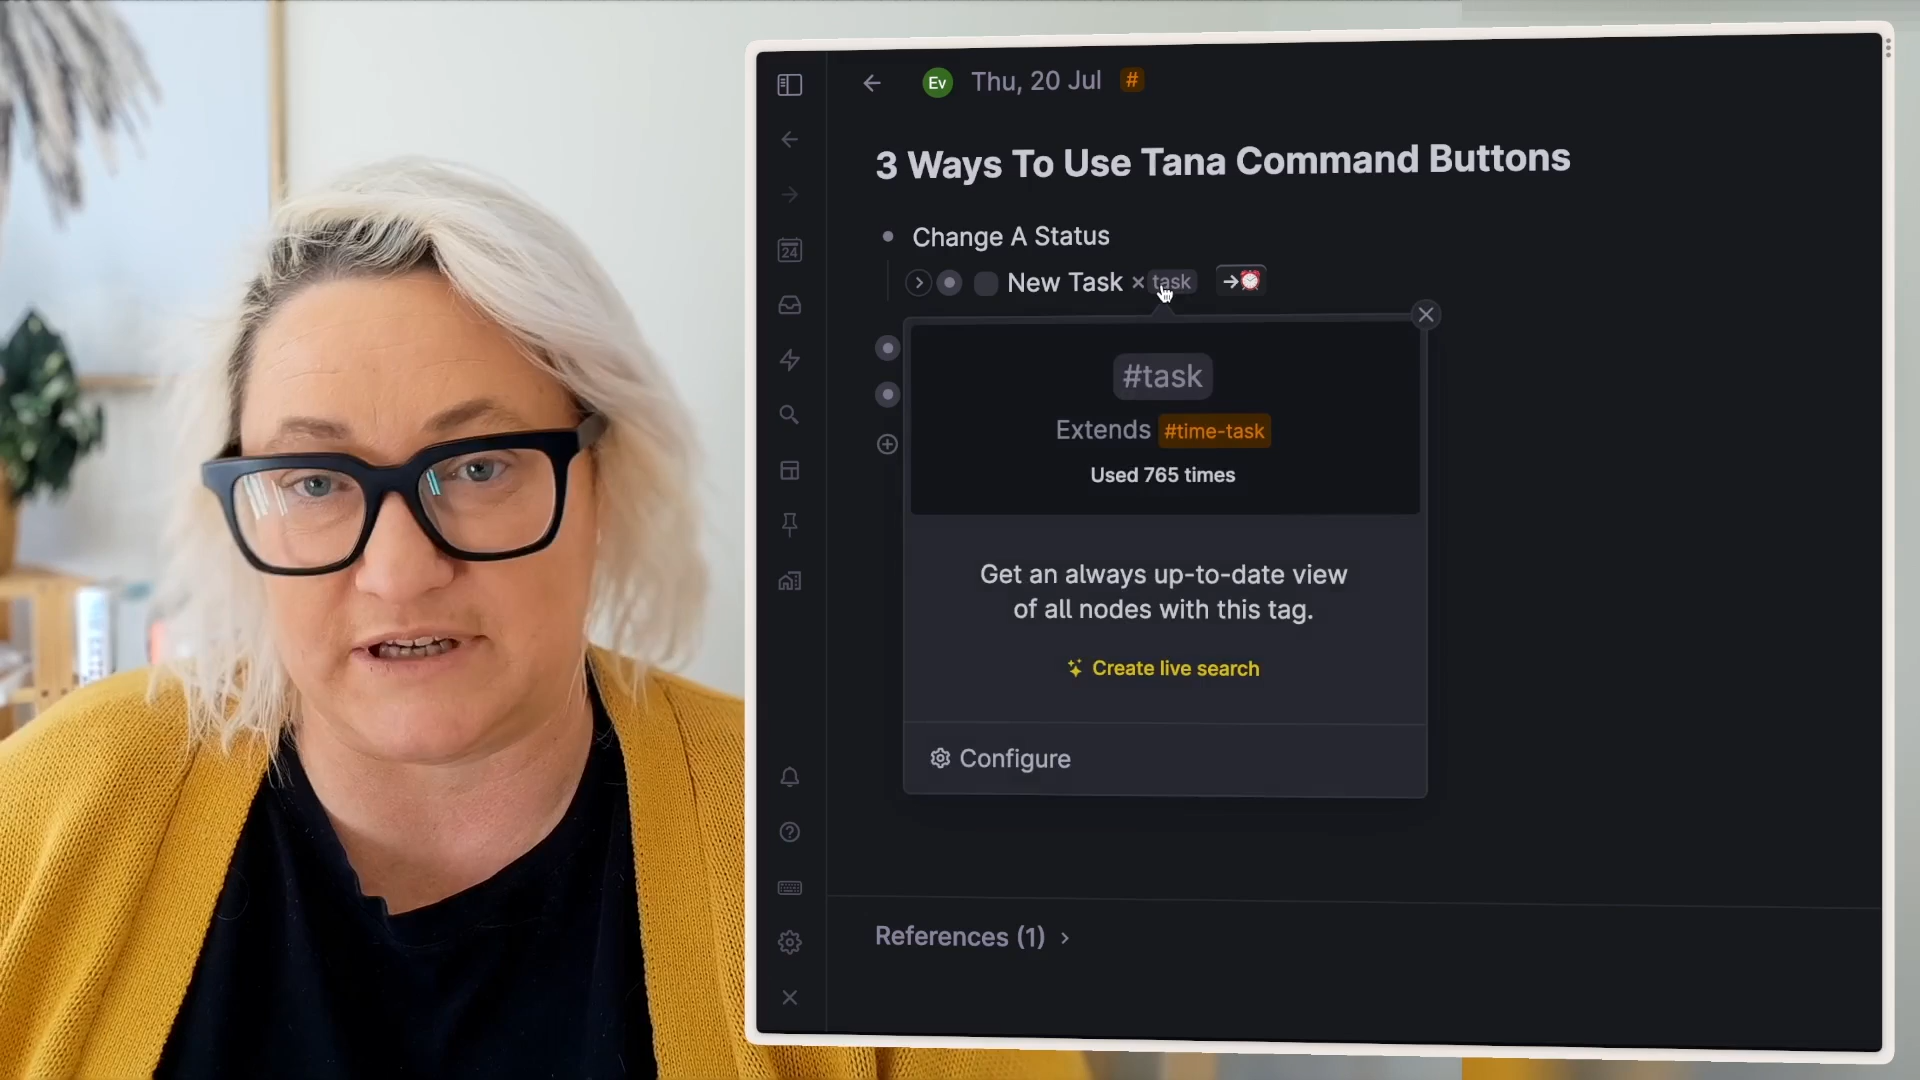 Ev Thu, 20 Jul #
3 Ways To Use Tana Command Buttons
24
Change A Status
New Task × task
#task
Extends #time-task
Used 765 times
Get an always up-to-date view
of all nodes with this tag.
Create live search
Configure
References (1)